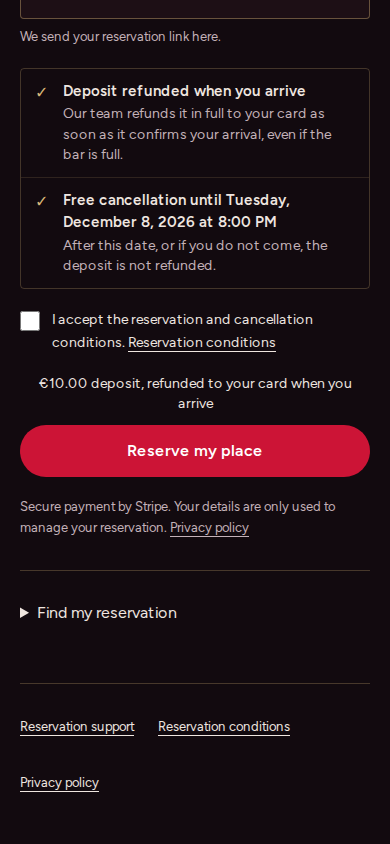 We send your reservation link here.
✓ Deposit refunded when you arrive
Our team refunds it in full to your card as
soon as it confirms your arrival, even if the
bar is full.
✓ Free cancellation until Tuesday,
December 8, 2026 at 8:00 PM
After this date, or if you do not come, the
deposit is not refunded.
I accept the reservation and cancellation
conditions. Reservation conditions
€10.00 deposit, refunded to your card when you
arrive
Reserve my place
Secure payment by Stripe. Your details are only used to
manage your reservation. Privacy policy
Find my reservation
Reservation support Reservation conditions
Privacy policy